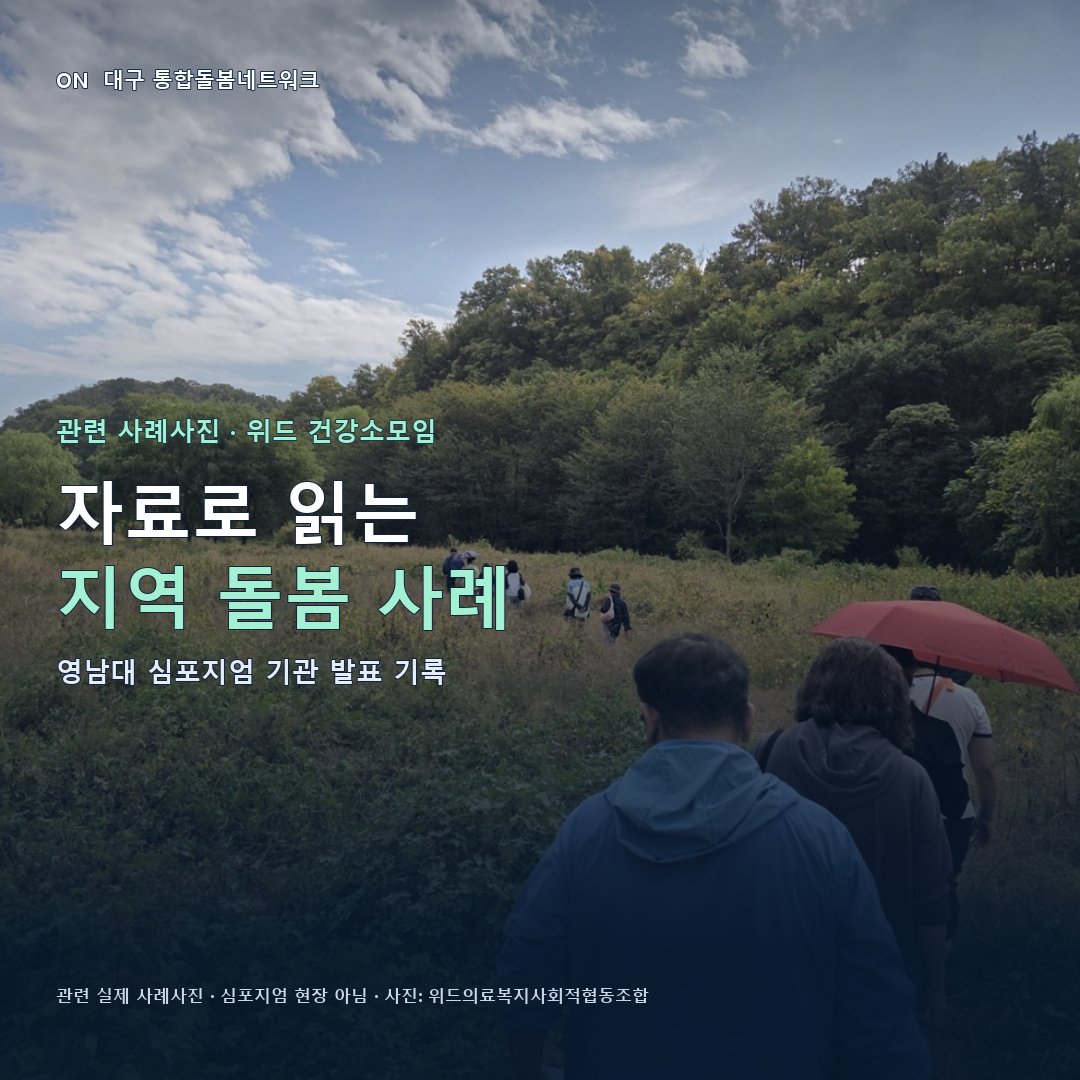 ON 대구 통합돌봄네트워크
관련 사례사진 · 위드 건강소모임
자료로 읽는
지역 돌봄 사례
영남대 심포지엄 기관 발표 기록
관련 실제 사례사진 · 심포지엄 현장 아님 · 사진: 위드의료복지사회적협동조합